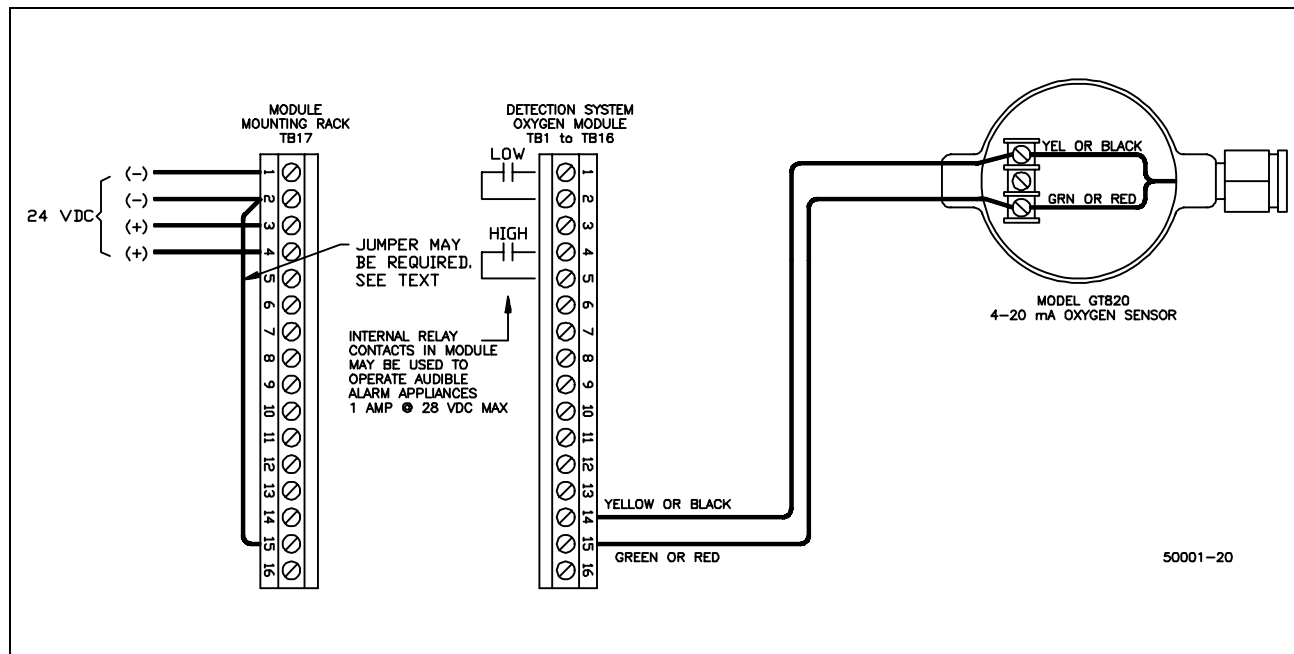 MODULE
MOUNTING RACK
TB17
24 VDC
(-)
(-)
(+)
(+)
1
2
3
4
5
6
7
8
9
10
11
12
13
14
15
16
JUMPER MAY
BE REQUIRED.
SEE TEXT
DETECTION SYSTEM
OXYGEN MODULE
TB1 to TB16
LOW
HIGH
INTERNAL RELAY
CONTACTS IN MODULE
MAY BE USED TO
OPERATE AUDIBLE
ALARM APPLIANCES
1 AMP @ 28 VDC MAX
1
2
3
4
5
6
7
8
9
10
11
12
13
14
15
16
YELLOW OR BLACK
GREEN OR RED
YEL OR BLACK
GRN OR RED
MODEL GT820
4-20 mA OXYGEN SENSOR
50001-20